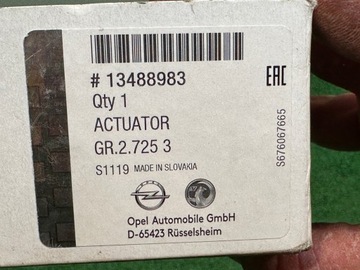 # 13488983
Qty 1
EAC
ACTUATOR
GR.2.725 3
S1119 MADE IN SLOVAKIA
S676067665
Opel Automobile GmbH
D-65423 Rüsselsheim